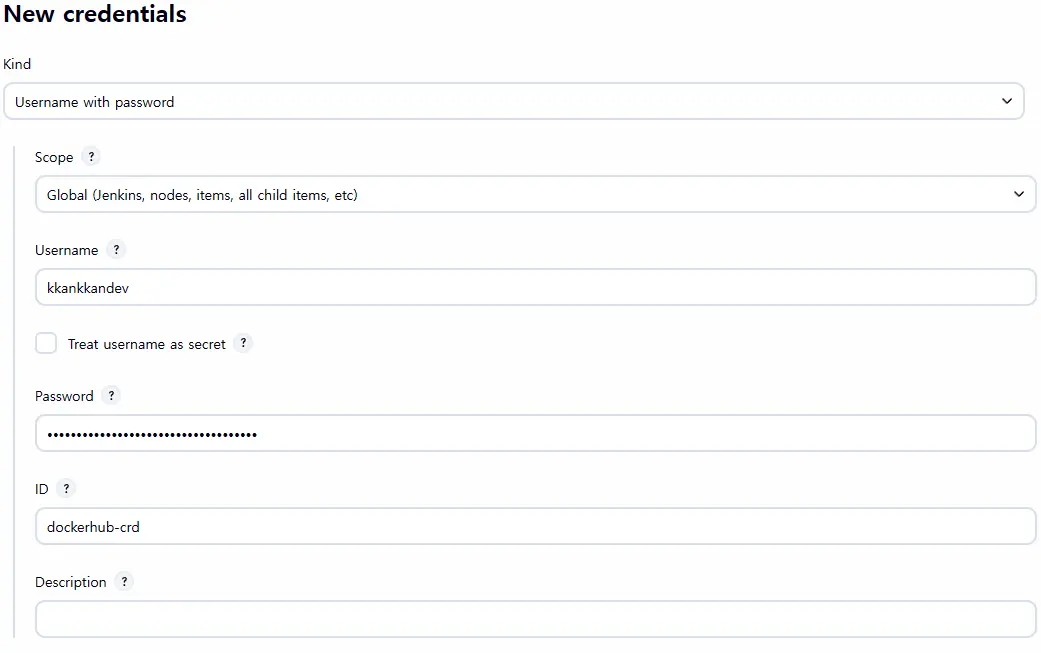 New credentials
Kind
Username with password
Scope ?
Global (Jenkins, nodes, items, all child items, etc)
Username ?
kkankkandev
Treat username as secret ?
Password ?
••••••••••••••••••••••••••••••••••••
ID ?
dockerhub-crd
Description ?